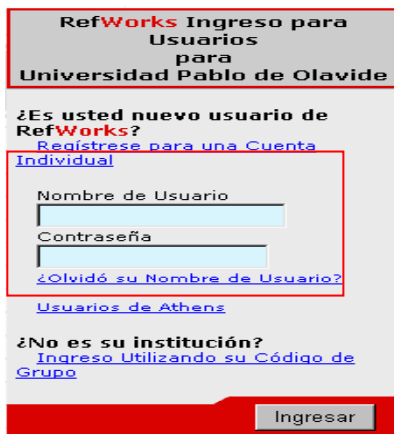 RefWorks Ingreso para
Usuarios
para
Universidad Pablo de Olavide
¿Es usted nuevo usuario de
RefWorks?
Regístrese para una Cuenta
Individual
Nombre de Usuario
Contraseña
¿Olvidó su Nombre de Usuario?
Usuarios de Athens
¿No es su institución?
Ingreso Utilizando su Código de
Grupo
Ingresar